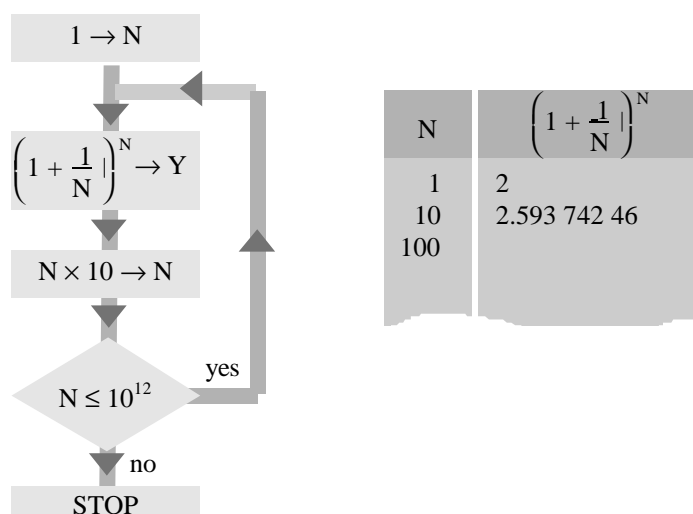 1 → N
(1 + 1/N)^N → Y
N × 10 → N
N ≤ 10^12
yes
no
STOP
N (1 + 1/N)^N
1 2
10 2.593 742 46
100